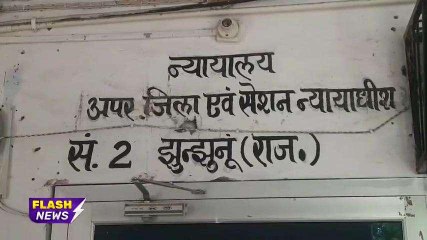 न्यायालय
अपर जिला एवं सेशन न्यायाधीश
सं. 2 झुन्झुनूं (राज.)
FLASH
NEWS